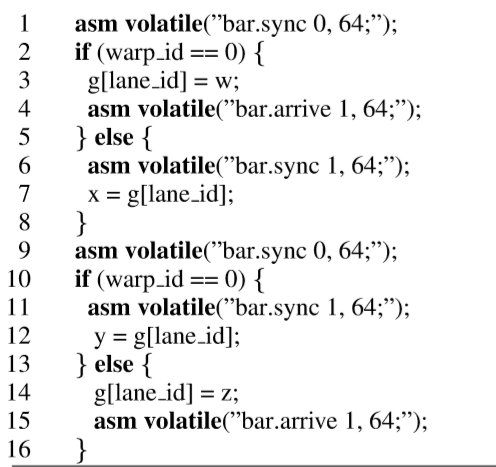 1 asm volatile("bar.sync 0, 64;");
2 if (warp_id == 0) {
3 g[lane_id] = w;
4 asm volatile("bar.arrive 1, 64;");
5 } else {
6 asm volatile("bar.sync 1, 64;");
7 x = g[lane_id];
8 }
9 asm volatile("bar.sync 0, 64;");
10 if (warp_id == 0) {
11 asm volatile("bar.sync 1, 64;");
12 y = g[lane_id];
13 } else {
14 g[lane_id] = z;
15 asm volatile("bar.arrive 1, 64;");
16 }